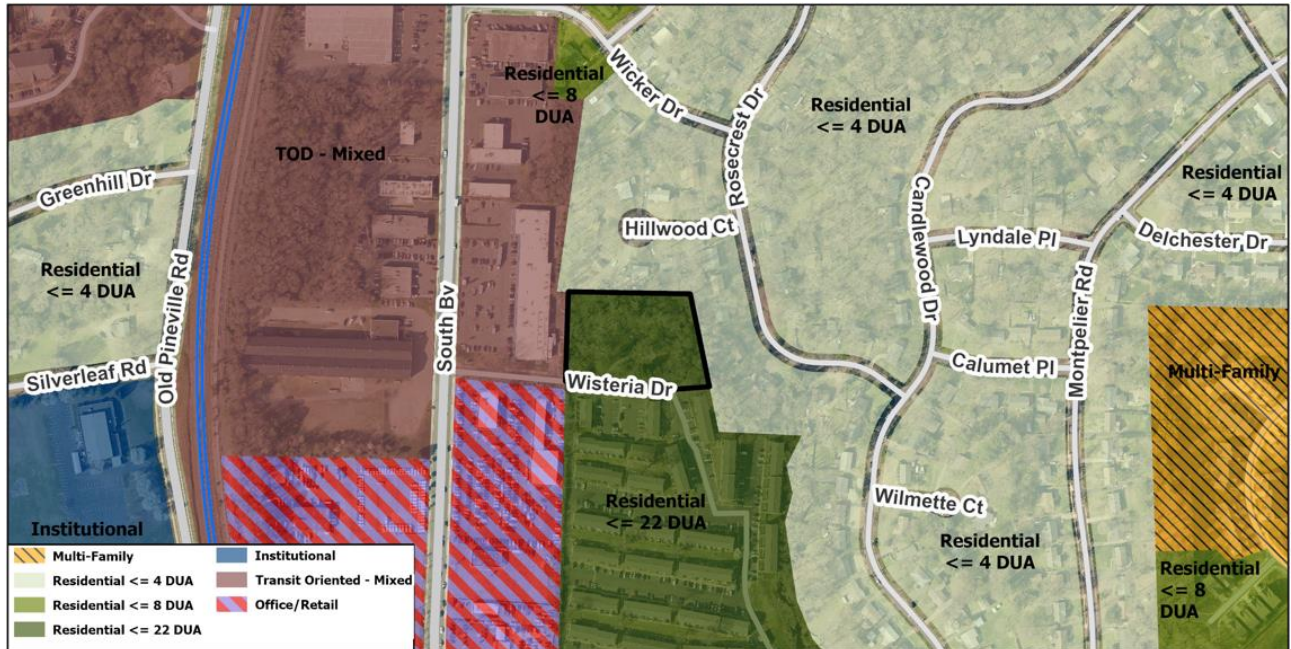 Residential
<= 8
DUA
Wicker Dr
Rosecrest Dr
Residential
<= 4 DUA
TOD - Mixed
Greenhill Dr
Residential
<= 4 DUA
Candlewood Dr
Hillwood Ct
Lyndale Pl
Delchester Dr
Residential
<= 4 DUA
Old Pineville Rd
South Bv
Montpelier Rd
Silverleaf Rd
Wisteria Dr
Calumet Pl
Multi-Family
Residential
<= 22 DUA
Wilmette Ct
Residential
<= 4 DUA
Residential
<= 8
DUA
Institutional
Multi-Family
Residential <= 4 DUA
Residential <= 8 DUA
Residential <= 22 DUA
Institutional
Transit Oriented - Mixed
Office/Retail